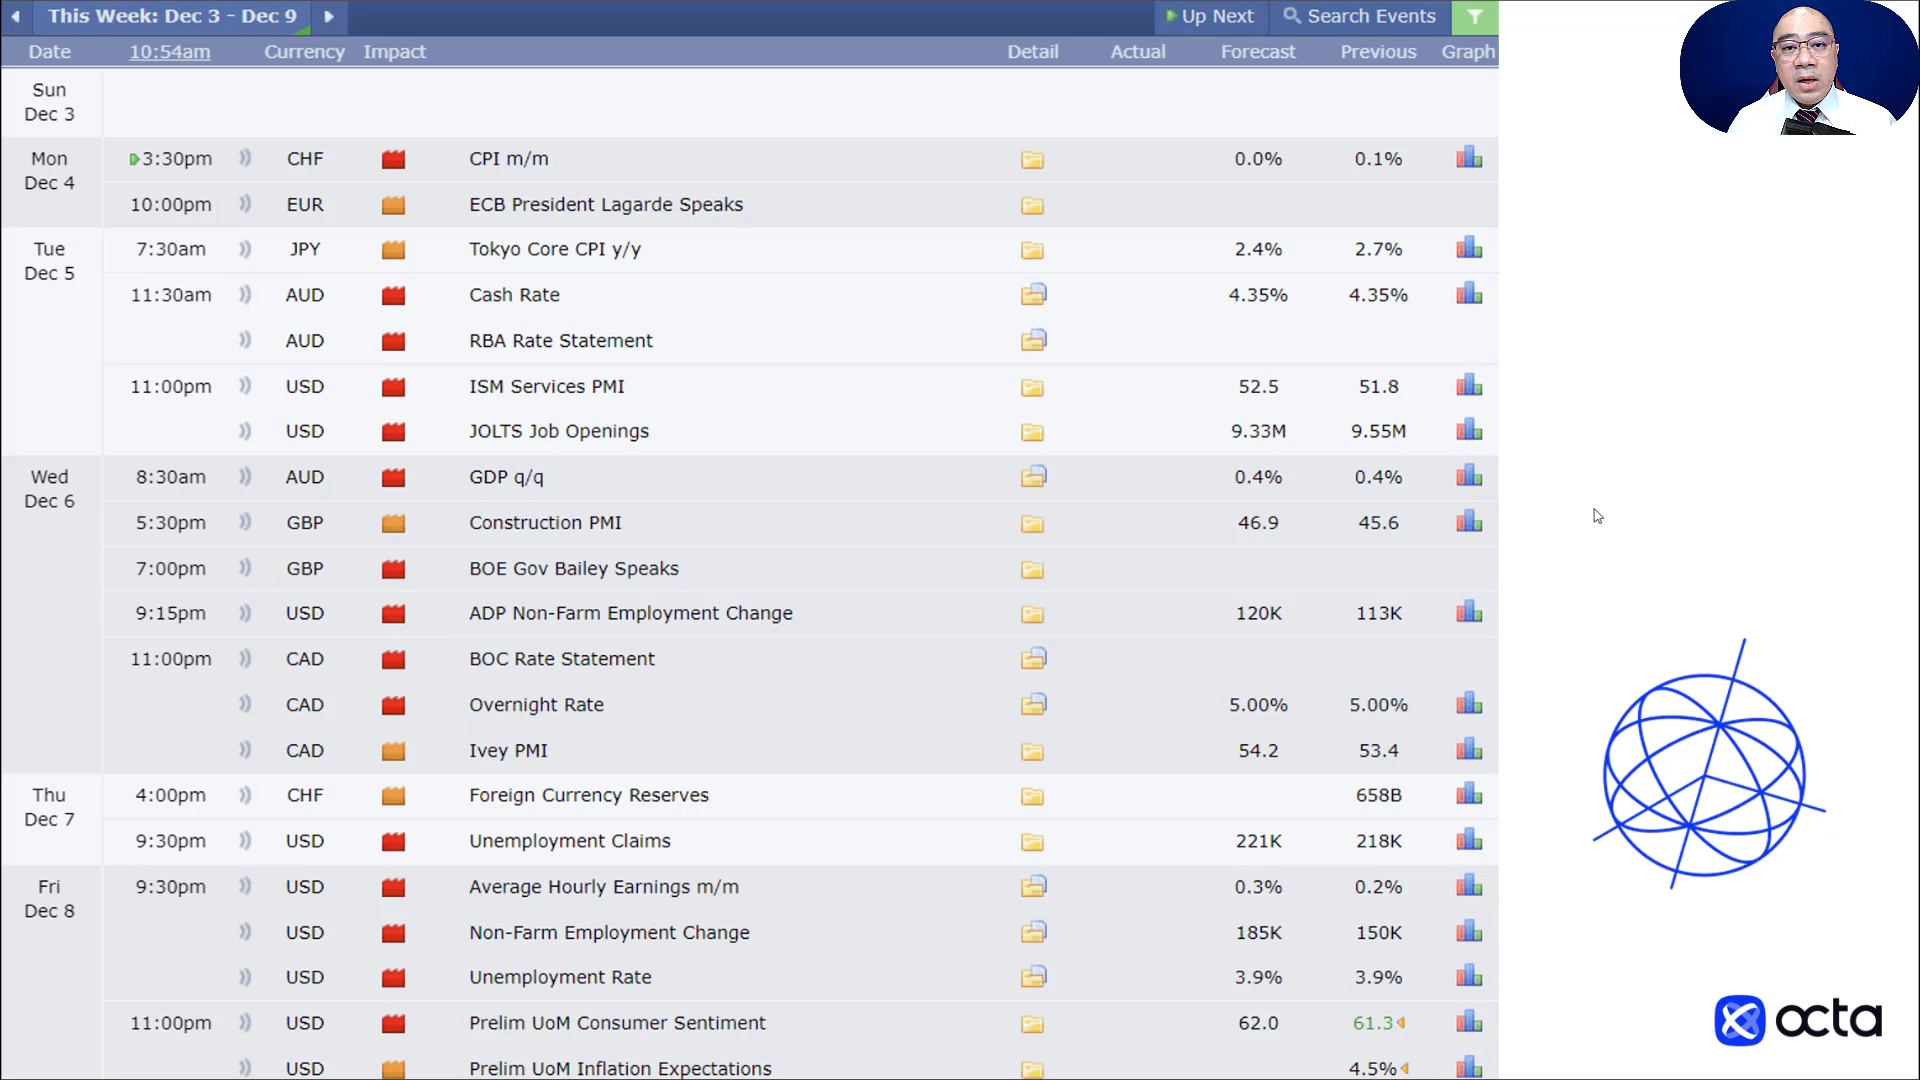 This Week: Dec 3 - Dec 9 Up Next Search Events
Date 10:54am Currency Impact Detail Actual Forecast Previous Graph
Sun
Dec 3
Mon
Dec 4
3:30pm CHF CPI m/m 0.0% 0.1%
10:00pm EUR ECB President Lagarde Speaks
Tue
Dec 5
7:30am JPY Tokyo Core CPI y/y 2.4% 2.7%
11:30am AUD Cash Rate 4.35% 4.35%
AUD RBA Rate Statement
11:00pm USD ISM Services PMI 52.5 51.8
USD JOLTS Job Openings 9.33M 9.55M
Wed
Dec 6
8:30am AUD GDP q/q 0.4% 0.4%
5:30pm GBP Construction PMI 46.9 45.6
7:00pm GBP BOE Gov Bailey Speaks
9:15pm USD ADP Non-Farm Employment Change 120K 113K
11:00pm CAD BOC Rate Statement
CAD Overnight Rate 5.00% 5.00%
CAD Ivey PMI 54.2 53.4
Thu
Dec 7
4:00pm CHF Foreign Currency Reserves 658B
9:30pm USD Unemployment Claims 221K 218K
Fri
Dec 8
9:30pm USD Average Hourly Earnings m/m 0.3% 0.2%
USD Non-Farm Employment Change 185K 150K
USD Unemployment Rate 3.9% 3.9%
11:00pm USD Prelim UoM Consumer Sentiment 62.0 61.3
USD Prelim UoM Inflation Expectations 4.5%
octa